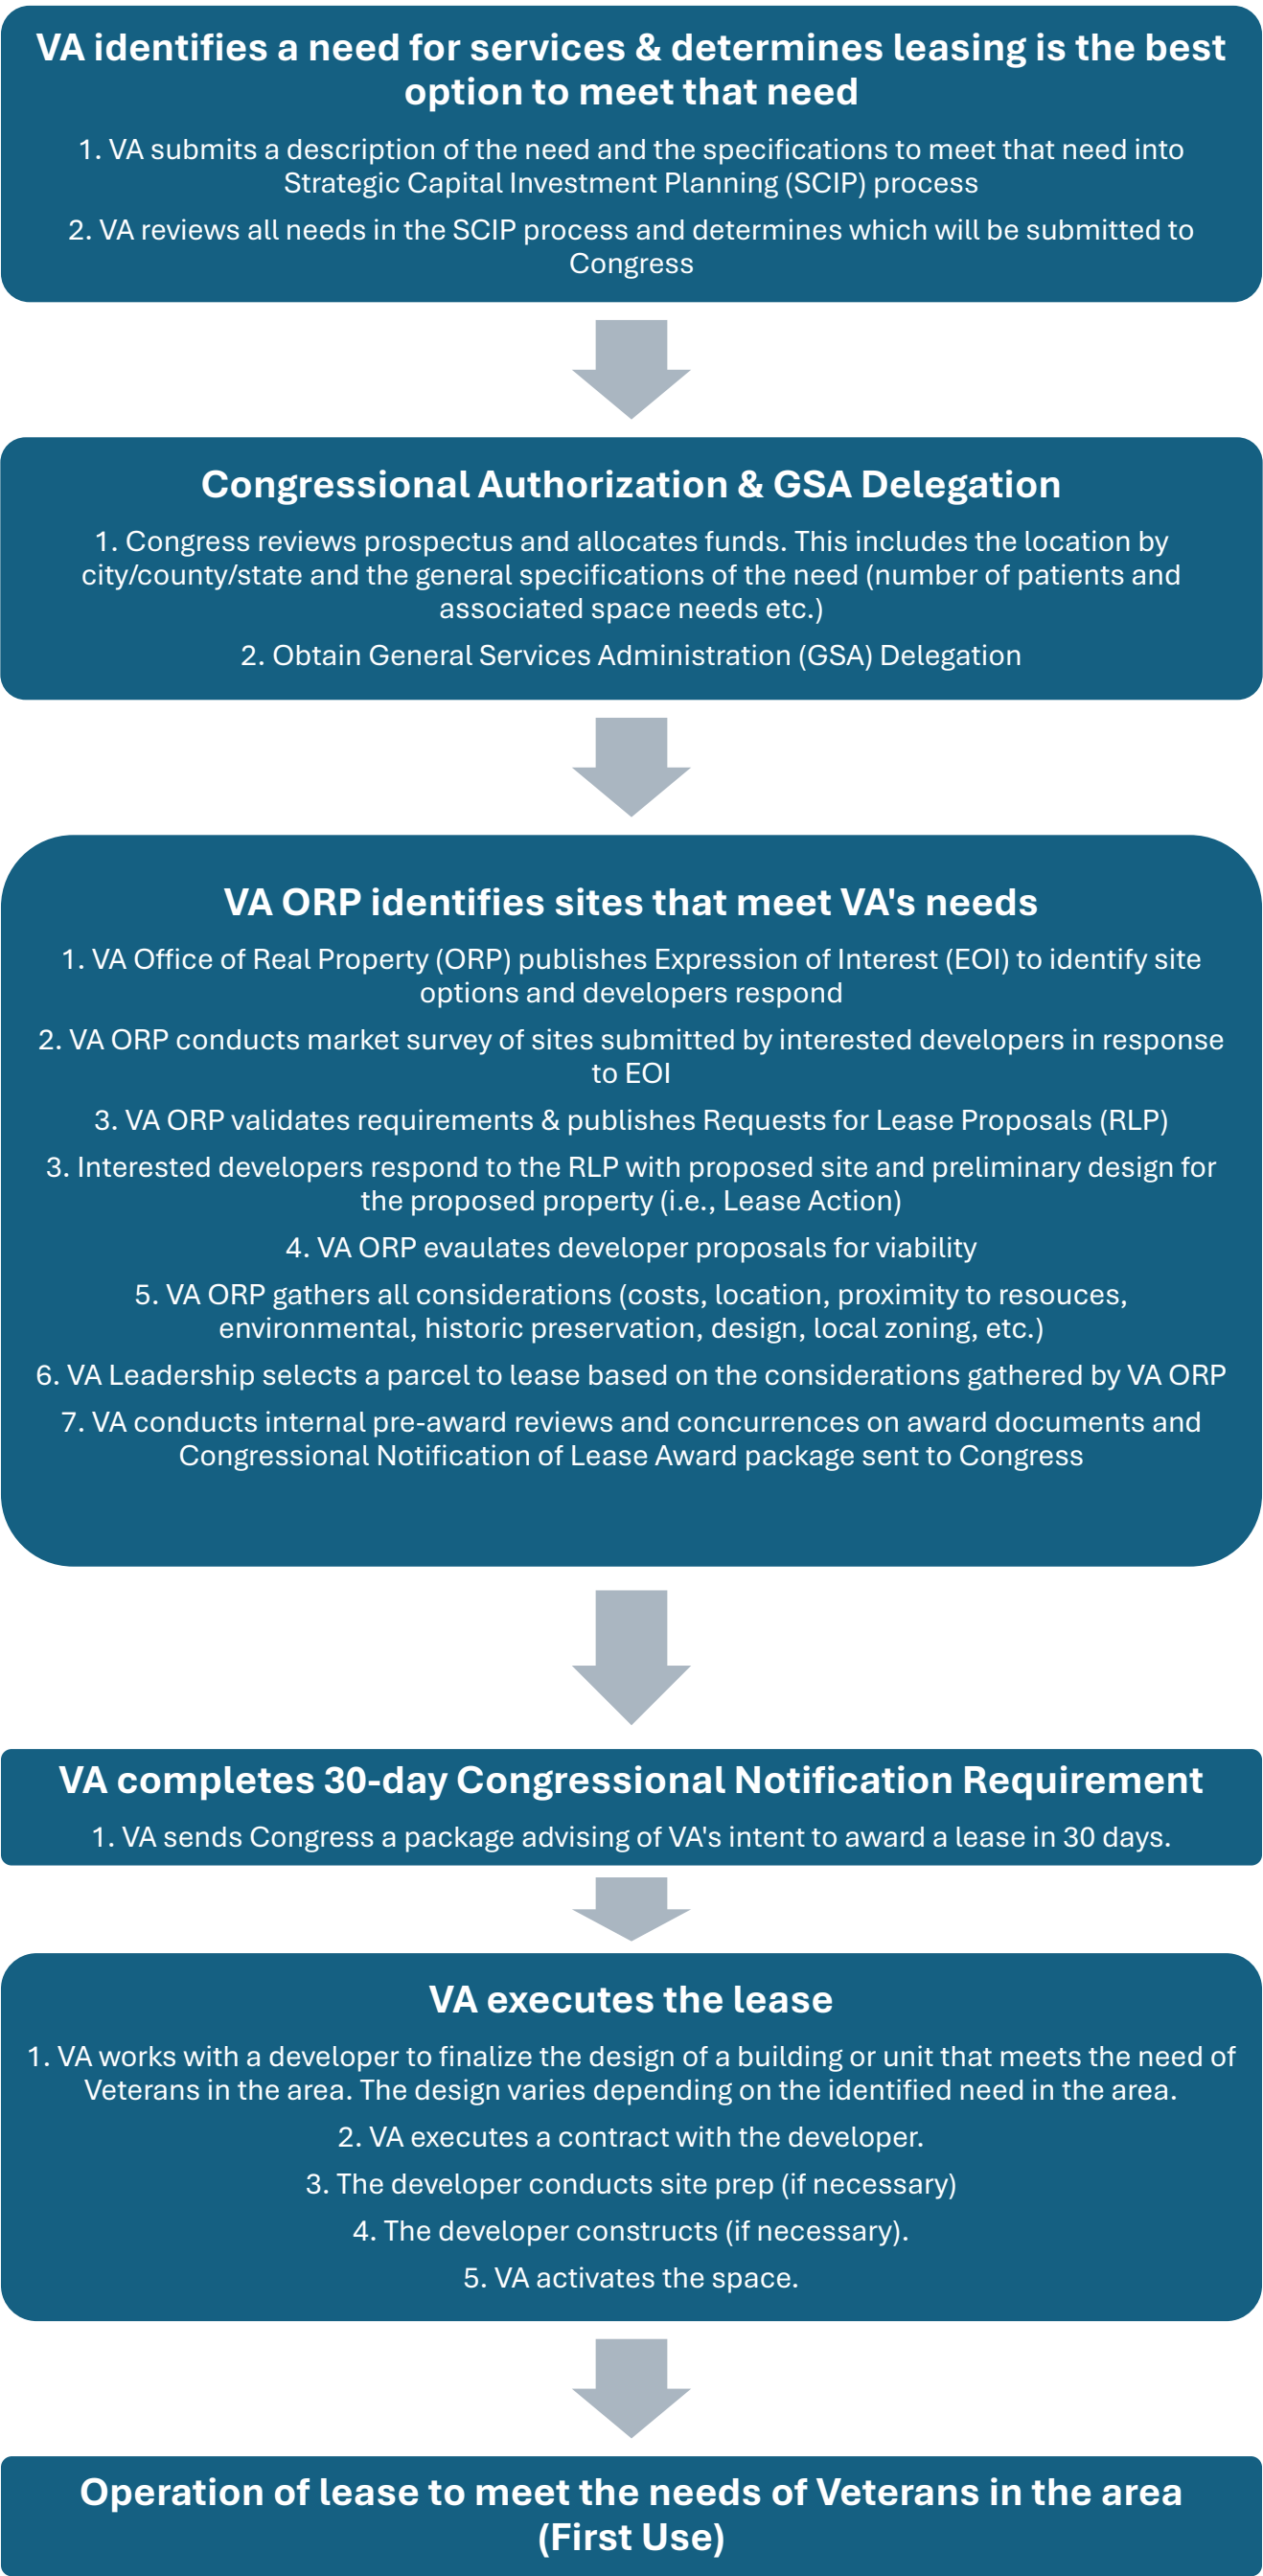 VA identifies a need for services & determines leasing is the best
option to meet that need
1. VA submits a description of the need and the specifications to meet that need into
Strategic Capital Investment Planning (SCIP) process
2. VA reviews all needs in the SCIP process and determines which will be submitted to
Congress
Congressional Authorization & GSA Delegation
1. Congress reviews prospectus and allocates funds. This includes the location by
city/county/state and the general specifications of the need (number of patients and
associated space needs etc.)
2. Obtain General Services Administration (GSA) Delegation
VA ORP identifies sites that meet VA's needs
1. VA Office of Real Property (ORP) publishes Expression of Interest (EOI) to identify site
options and developers respond
2. VA ORP conducts market survey of sites submitted by interested developers in response
to EOI
3. VA ORP validates requirements & publishes Requests for Lease Proposals (RLP)
3. Interested developers respond to the RLP with proposed site and preliminary design for
the proposed property (i.e., Lease Action)
4. VA ORP evaulates developer proposals for viability
5. VA ORP gathers all considerations (costs, location, proximity to resouces,
environmental, historic preservation, design, local zoning, etc.)
6. VA Leadership selects a parcel to lease based on the considerations gathered by VA ORP
7. VA conducts internal pre-award reviews and concurrences on award documents and
Congressional Notification of Lease Award package sent to Congress
VA completes 30-day Congressional Notification Requirement
1. VA sends Congress a package advising of VA's intent to award a lease in 30 days.
VA executes the lease
1. VA works with a developer to finalize the design of a building or unit that meets the need of
Veterans in the area. The design varies depending on the identified need in the area.
2. VA executes a contract with the developer.
3. The developer conducts site prep (if necessary)
4. The developer constructs (if necessary).
5. VA activates the space.
Operation of lease to meet the needs of Veterans in the area
(First Use)